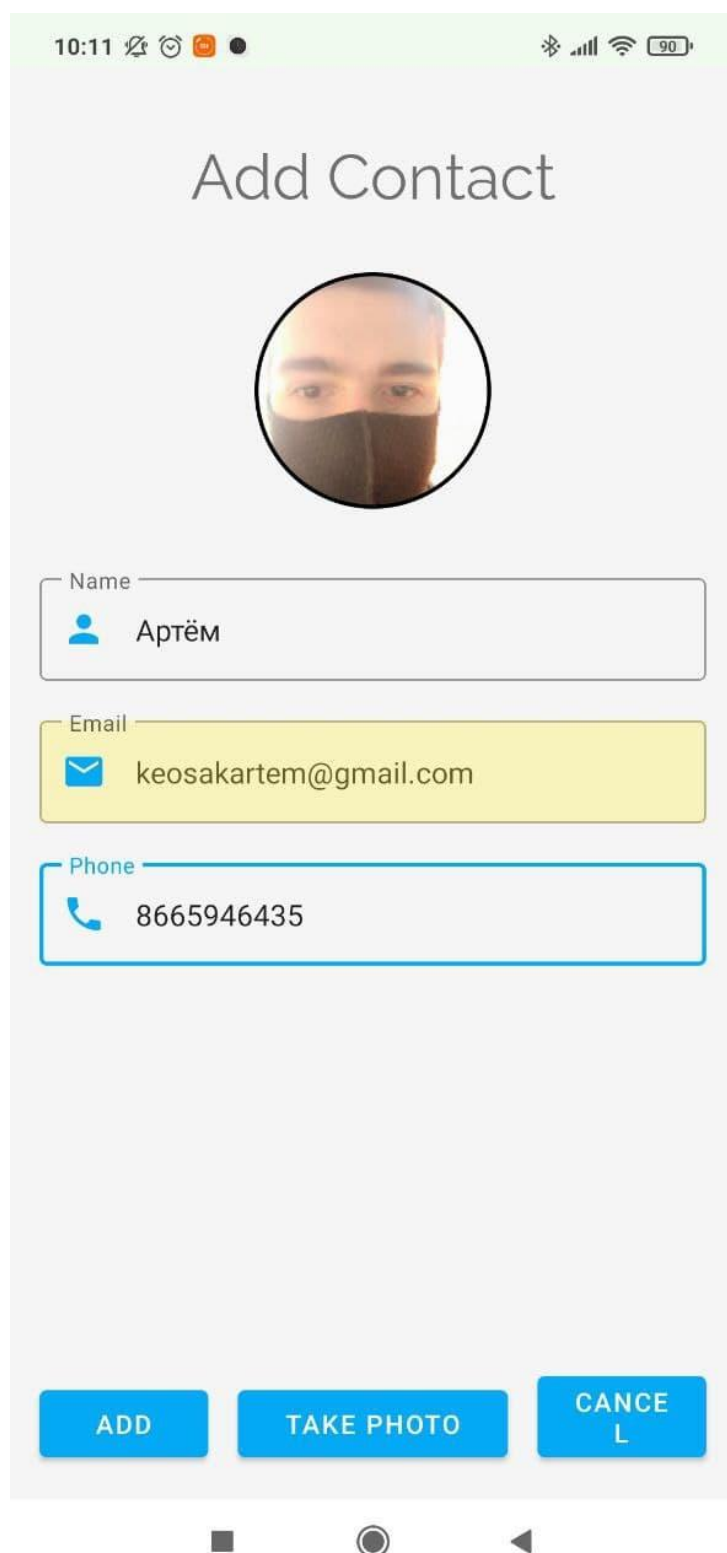 10:11 90
Add Contact
Name
Артём
Email
keosakartem@gmail.com
Phone
8665946435
ADD TAKE PHOTO CANCE
L